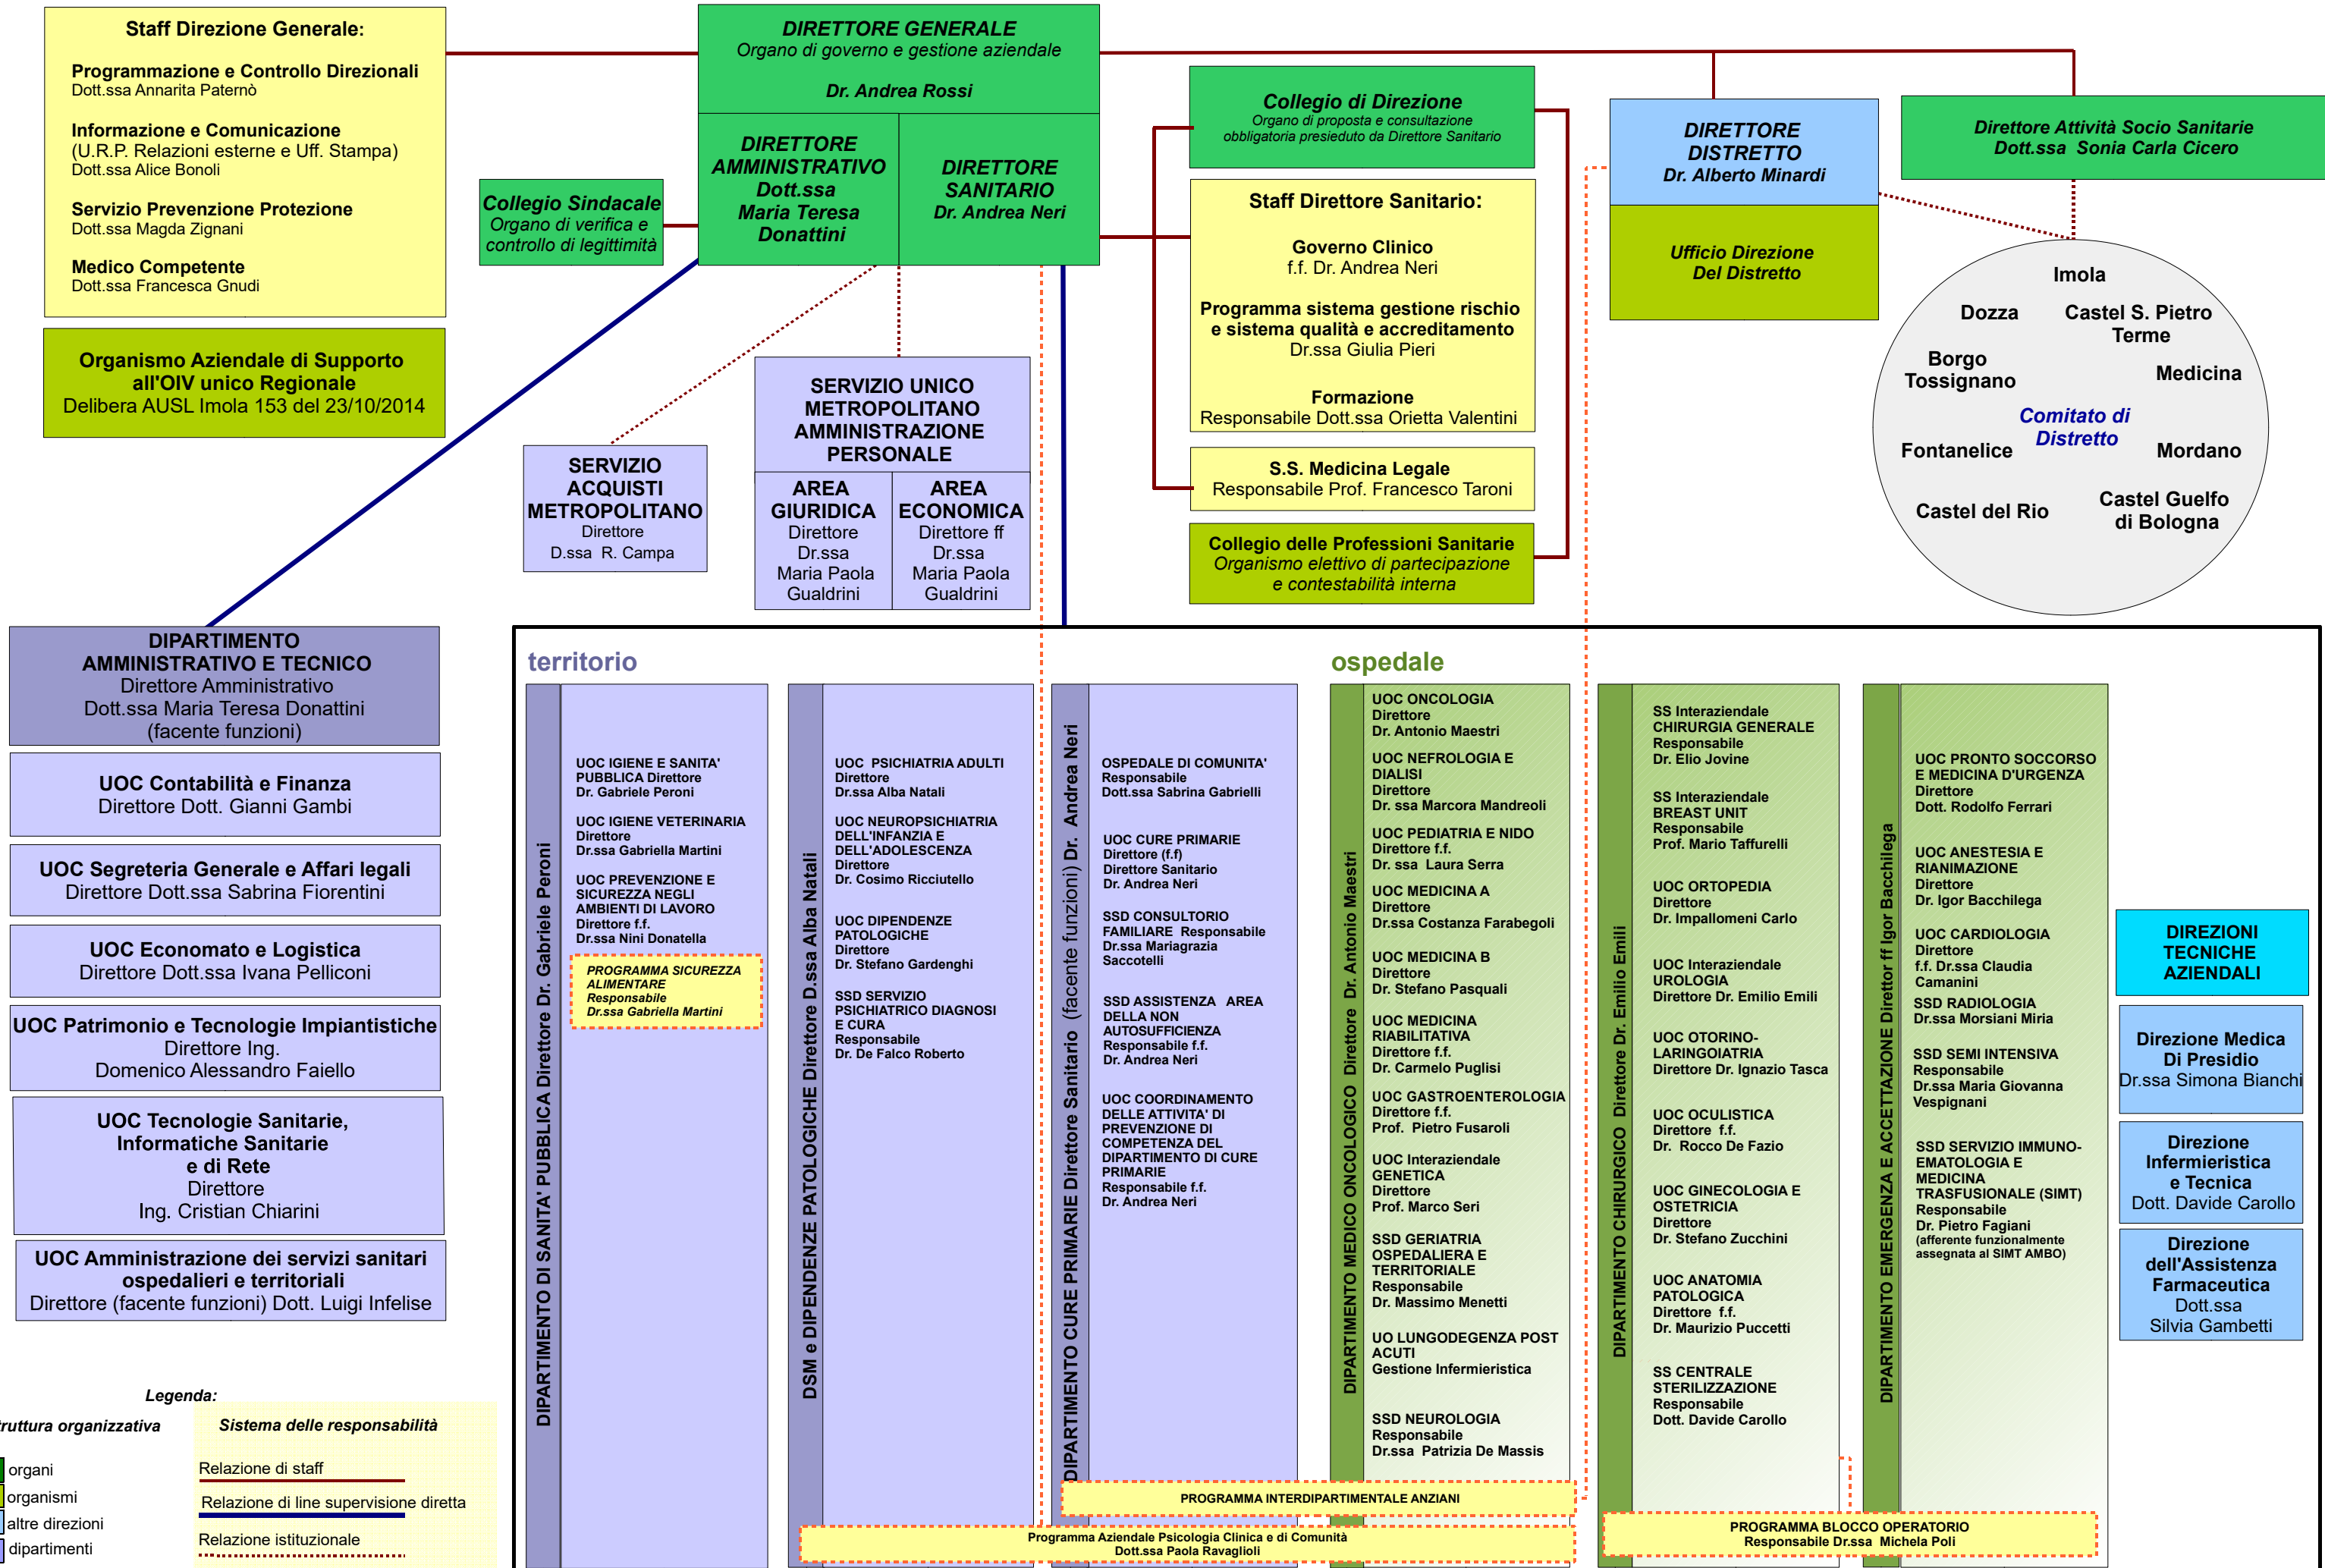 Staff Direzione Generale:
Programmazione e Controllo Direzionali
Dott.ssa Annarita Paternò
Informazione e Comunicazione
(U.R.P. Relazioni esterne e Uff. Stampa)
Dott.ssa Alice Bonoli
Servizio Prevenzione Protezione
Dott.ssa Magda Zignani
Medico Competente
Dott.ssa Francesca Gnudi
Organismo Aziendale di Supporto
all'OIV unico Regionale
Delibera AUSL Imola 153 del 23/10/2014
DIRETTORE GENERALE
Organo di governo e gestione aziendale
Dr. Andrea Rossi
DIRETTORE
AMMINISTRATIVO
Dott.ssa
Maria Teresa
Donattini
DIRETTORE
SANITARIO
Dr. Andrea Neri
Collegio Sindacale
Organo di verifica e
controllo di legittimità
Collegio di Direzione
Organo di proposta e consultazione
obbligatoria presieduto da Direttore Sanitario
Staff Direttore Sanitario:
Governo Clinico
f.f. Dr. Andrea Neri
Programma sistema gestione rischio
e sistema qualità e accreditamento
Dr.ssa Giulia Pieri
Formazione
Responsabile Dott.ssa Orietta Valentini
S.S. Medicina Legale
Responsabile Prof. Francesco Taroni
Collegio delle Professioni Sanitarie
Organismo elettivo di partecipazione
e contestabilità interna
DIRETTORE
DISTRETTO
Dr. Alberto Minardi
Ufficio Direzione
Del Distretto
Direttore Attività Socio Sanitarie
Dott.ssa Sonia Carla Cicero
Imola
Dozza
Castel S. Pietro
Terme
Borgo
Tossignano
Medicina
Comitato di
Distretto
Fontanelice
Mordano
Castel del Rio
Castel Guelfo
di Bologna
SERVIZIO
ACQUISTI
METROPOLITANO
Direttore
D.ssa R. Campa
SERVIZIO UNICO
METROPOLITANO
AMMINISTRAZIONE
PERSONALE
AREA
GIURIDICA
Direttore
Dr.ssa
Maria Paola
Gualdrini
AREA
ECONOMICA
Direttore ff
Dr.ssa
Maria Paola
Gualdrini
DIPARTIMENTO
AMMINISTRATIVO E TECNICO
Direttore Amministrativo
Dott.ssa Maria Teresa Donattini
(facente funzioni)
UOC Contabilità e Finanza
Direttore Dott. Gianni Gambi
UOC Segreteria Generale e Affari legali
Direttore Dott.ssa Sabrina Fiorentini
UOC Economato e Logistica
Direttore Dott.ssa Ivana Pelliconi
UOC Patrimonio e Tecnologie Impiantistiche
Direttore Ing.
Domenico Alessandro Faiello
UOC Tecnologie Sanitarie,
Informatiche Sanitarie
e di Rete
Direttore
Ing. Cristian Chiarini
UOC Amministrazione dei servizi sanitari
ospedalieri e territoriali
Direttore (facente funzioni) Dott. Luigi Infelise
territorio
DIPARTIMENTO DI SANITA' PUBBLICA Direttore Dr. Gabriele Peroni
UOC IGIENE E SANITA'
PUBBLICA Direttore
Dr. Gabriele Peroni
UOC IGIENE VETERINARIA
Direttore
Dr.ssa Gabriella Martini
UOC PREVENZIONE E
SICUREZZA NEGLI
AMBIENTI DI LAVORO
Direttore f.f.
Dr.ssa Nini Donatella
PROGRAMMA SICUREZZA
ALIMENTARE
Responsabile
Dr.ssa Gabriella Martini
DSM e DIPENDENZE PATOLOGICHE Direttore D.ssa Alba Natali
UOC PSICHIATRIA ADULTI
Direttore
Dr.ssa Alba Natali
UOC NEUROPSICHIATRIA
DELL'INFANZIA E
DELL'ADOLESCENZA
Direttore
Dr. Cosimo Ricciutello
UOC DIPENDENZE
PATOLOGICHE
Direttore
Dr. Stefano Gardenghi
SSD SERVIZIO
PSICHIATRICO DIAGNOSI
E CURA
Responsabile
Dr. De Falco Roberto
DIPARTIMENTO CURE PRIMARIE Direttore Sanitario (facente funzioni) Dr. Andrea Neri
OSPEDALE DI COMUNITA'
Responsabile
Dott.ssa Sabrina Gabrielli
UOC CURE PRIMARIE
Direttore (f.f)
Direttore Sanitario
Dr. Andrea Neri
SSD CONSULTORIO
FAMILIARE Responsabile
Dr.ssa Mariagrazia
Saccotelli
SSD ASSISTENZA AREA
DELLA NON
AUTOSUFFICIENZA
Responsabile f.f.
Dr. Andrea Neri
UOC COORDINAMENTO
DELLE ATTIVITA' DI
PREVENZIONE DI
COMPETENZA DEL
DIPARTIMENTO DI CURE
PRIMARIE
Responsabile f.f.
Dr. Andrea Neri
ospedale
DIPARTIMENTO MEDICO ONCOLOGICO Direttore Dr. Antonio Maestri
UOC ONCOLOGIA
Direttore
Dr. Antonio Maestri
UOC NEFROLOGIA E
DIALISI
Direttore
Dr. ssa Marcora Mandreoli
UOC PEDIATRIA E NIDO
Direttore f.f.
Dr. ssa Laura Serra
UOC MEDICINA A
Direttore
Dr.ssa Costanza Farabegoli
UOC MEDICINA B
Direttore
Dr. Stefano Pasquali
UOC MEDICINA
RIABILITATIVA
Direttore f.f.
Dr. Carmelo Puglisi
UOC GASTROENTEROLOGIA
Direttore f.f.
Prof. Pietro Fusaroli
UOC Interaziendale
GENETICA
Direttore
Prof. Marco Seri
SSD GERIATRIA
OSPEDALIERA E
TERRITORIALE
Responsabile
Dr. Massimo Menetti
UO LUNGODEGENZA POST
ACUTI
Gestione Infermieristica
SSD NEUROLOGIA
Responsabile
Dr.ssa Patrizia De Massis
DIPARTIMENTO CHIRURGICO Direttore Dr. Emilio Emili
SS Interaziendale
CHIRURGIA GENERALE
Responsabile
Dr. Elio Jovine
SS Interaziendale
BREAST UNIT
Responsabile
Prof. Mario Taffurelli
UOC ORTOPEDIA
Direttore
Dr. Impallomeni Carlo
UOC Interaziendale
UROLOGIA
Direttore Dr. Emilio Emili
UOC OTORINO-
LARINGOIATRIA
Direttore Dr. Ignazio Tasca
UOC OCULISTICA
Direttore f.f.
Dr. Rocco De Fazio
UOC GINECOLOGIA E
OSTETRICIA
Direttore
Dr. Stefano Zucchini
UOC ANATOMIA
PATOLOGICA
Direttore f.f.
Dr. Maurizio Puccetti
SS CENTRALE
STERILIZZAZIONE
Responsabile
Dott. Davide Carollo
DIPARTIMENTO EMERGENZA E ACCETTAZIONE Direttor ff Igor Bacchilega
UOC PRONTO SOCCORSO
E MEDICINA D'URGENZA
Direttore
Dott. Rodolfo Ferrari
UOC ANESTESIA E
RIANIMAZIONE
Direttore
Dr. Igor Bacchilega
UOC CARDIOLOGIA
Direttore
f.f. Dr.ssa Claudia
Camanini
SSD RADIOLOGIA
Dr.ssa Morsiani Miria
SSD SEMI INTENSIVA
Responsabile
Dr.ssa Maria Giovanna
Vespignani
SSD SERVIZIO IMMUNO-
EMATOLOGIA E
MEDICINA
TRASFUSIONALE (SIMT)
Responsabile
Dr. Pietro Fagiani
(afferente funzionalmente
assegnata al SIMT AMBO)
DIREZIONI
TECNICHE
AZIENDALI
Direzione Medica
Di Presidio
Dr.ssa Simona Bianchi
Direzione
Infermieristica
e Tecnica
Dott. Davide Carollo
Direzione
dell'Assistenza
Farmaceutica
Dott.ssa
Silvia Gambetti
PROGRAMMA INTERDIPARTIMENTALE ANZIANI
Programma Aziendale Psicologia Clinica e di Comunità
Dott.ssa Paola Ravaglioli
PROGRAMMA BLOCCO OPERATORIO
Responsabile Dr.ssa Michela Poli
Legenda:
ruttura organizzativa
organi
organismi
altre direzioni
dipartimenti
Sistema delle responsabilità
Relazione di staff
Relazione di line supervisione diretta
Relazione istituzionale